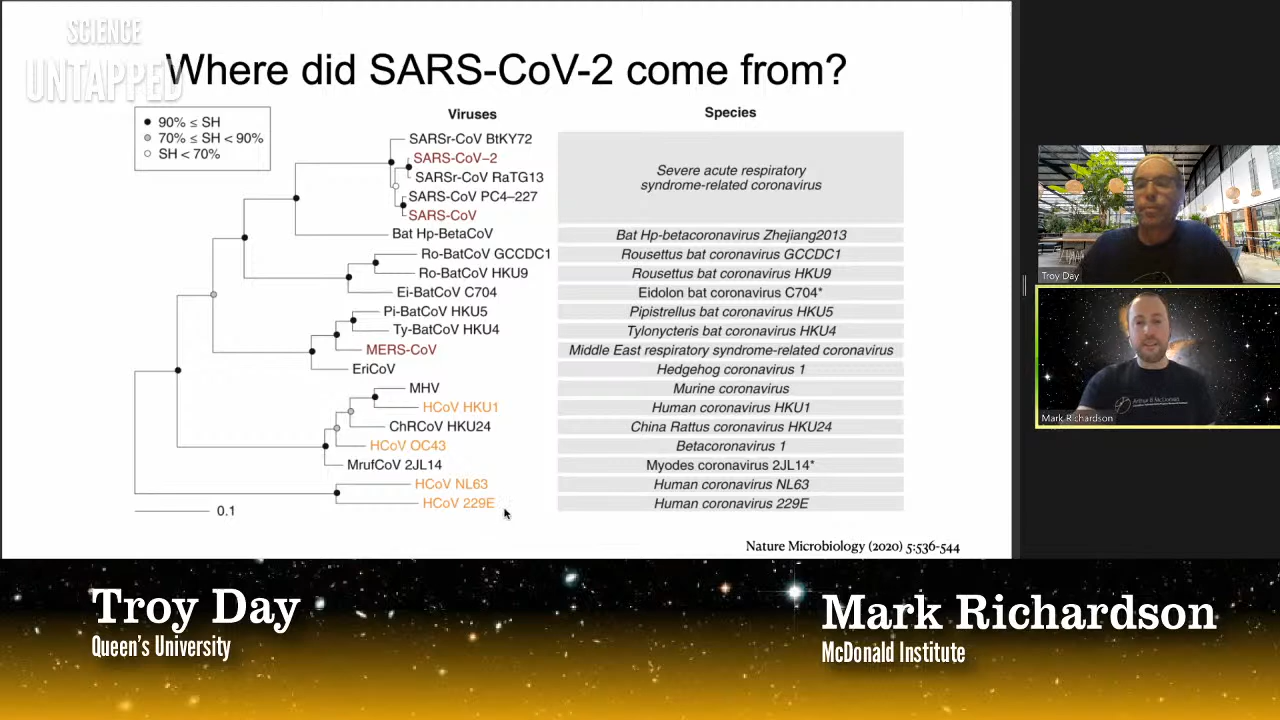 SCIENCE
UNTAPPED
Where did SARS-CoV-2 come from?
90% ≤ SH
70% ≤ SH < 90%
SH < 70%
Viruses
Species
SARSr-CoV BtKY72
SARS-CoV–2
SARSr-CoV RaTG13
SARS-CoV PC4–227
SARS-CoV
Severe acute respiratory
syndrome-related coronavirus
Bat Hp-BetaCoV
Bat Hp-betacoronavirus Zhejiang2013
Ro-BatCoV GCCDC1
Rousettus bat coronavirus GCCDC1
Ro-BatCoV HKU9
Rousettus bat coronavirus HKU9
Ei-BatCoV C704
Eidolon bat coronavirus C704*
Pi-BatCoV HKU5
Pipistrellus bat coronavirus HKU5
Ty-BatCoV HKU4
Tylonycteris bat coronavirus HKU4
MERS-CoV
Middle East respiratory syndrome-related coronavirus
EriCoV
Hedgehog coronavirus 1
MHV
Murine coronavirus
HCoV HKU1
Human coronavirus HKU1
ChRCoV HKU24
China Rattus coronavirus HKU24
HCoV OC43
Betacoronavirus 1
MrufCoV 2JL14
Myodes coronavirus 2JL14*
HCoV NL63
Human coronavirus NL63
HCoV 229E
Human coronavirus 229E
0.1
Nature Microbiology (2020) 5:536-544
Troy Day
Arthur B McDonald
Mark Richardson
Troy Day
Queen's University
Mark Richardson
McDonald Institute